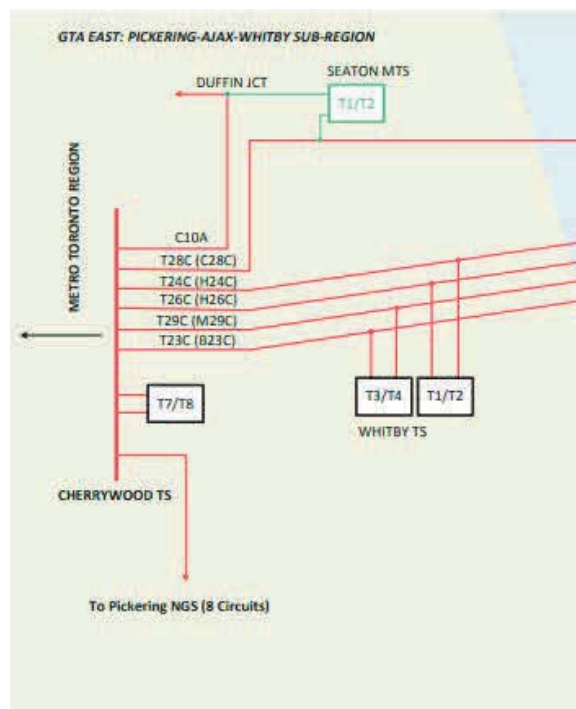 GTA EAST: PICKERING-AJAX-WHITBY SUB-REGION
SEATON MTS
DUFFIN JCT
T1/T2
METRO TORONTO REGION
C10A
T28C (C28C)
T24C (H24C)
T26C (H26C)
T29C (M29C)
T23C (B23C)
T7/T8
T3/T4
T1/T2
WHITBY TS
CHERRYWOOD TS
To Pickering NGS (8 Circuits)